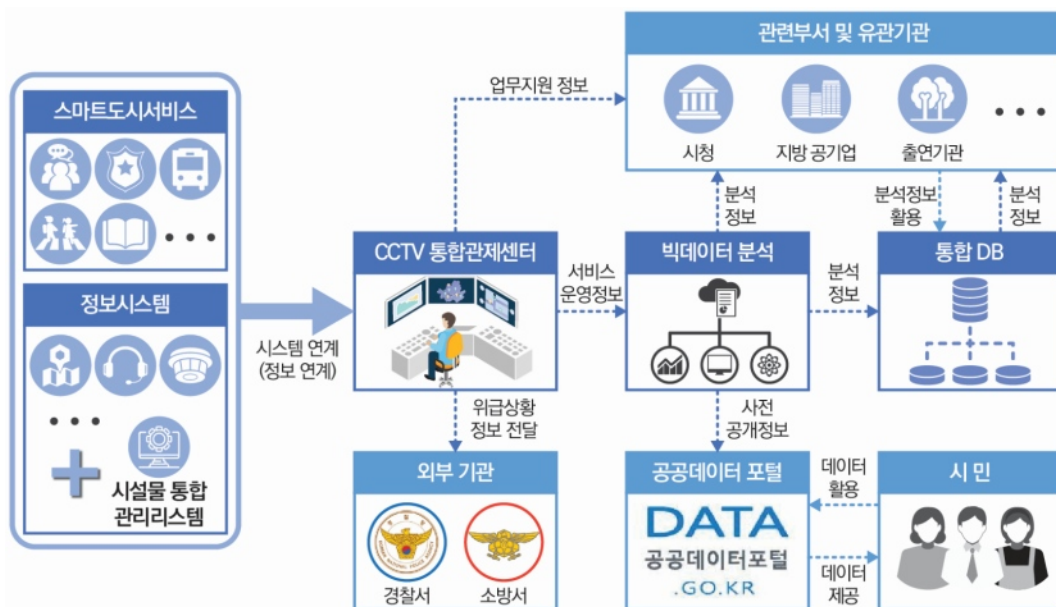 관련부서 및 유관기관
시청
지방 공기업
출연기관
업무지원 정보
스마트도시서비스
정보시스템
시설물 통합
관리리스템
시스템 연계
(정보 연계)
CCTV 통합관제센터
서비스
운영정보
빅데이터 분석
분석
정보
분석
정보
통합 DB
분석정보
활용
분석
정보
위급상황
정보 전달
사전
공개정보
외부 기관
경찰서
소방서
공공데이터 포털
DATA
공공데이터포털
.GO.KR
데이터
활용
데이터
제공
시 민